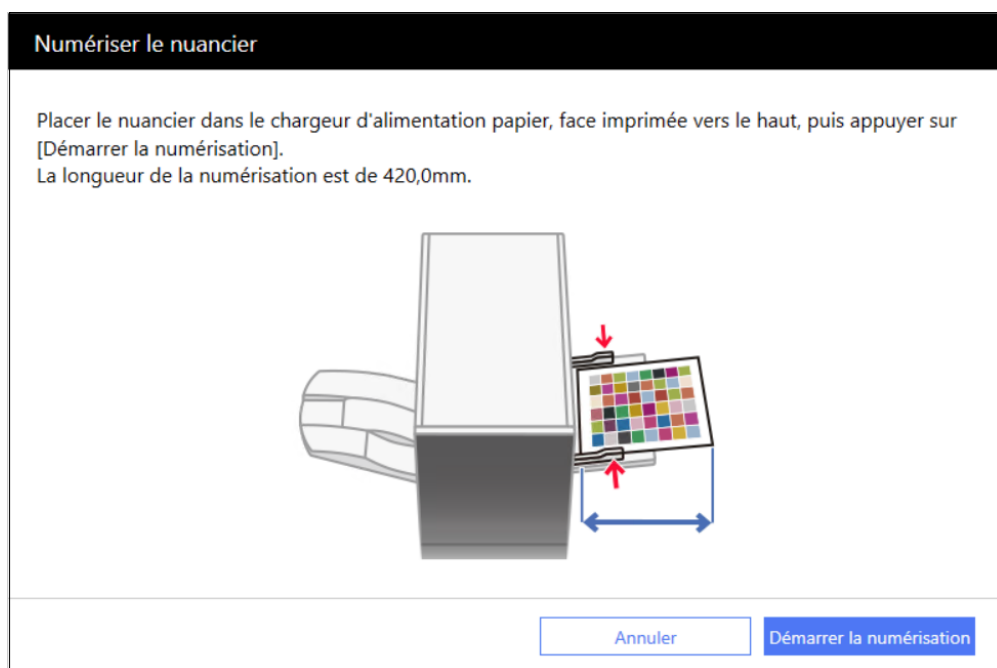 Numériser le nuancier
Placer le nuancier dans le chargeur d'alimentation papier, face imprimée vers le haut, puis appuyer sur
[Démarrer la numérisation].
La longueur de la numérisation est de 420,0mm.
Annuler
Démarrer la numérisation